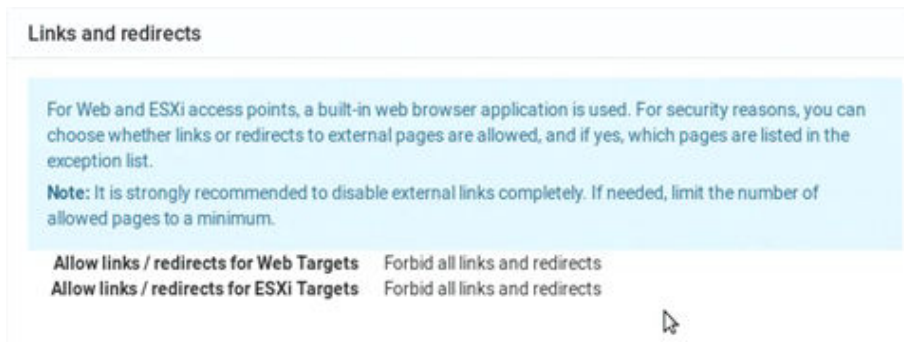 Links and redirects
For Web and ESXi access points, a built-in web browser application is used. For security reasons, you can
choose whether links or redirects to external pages are allowed, and if yes, which pages are listed in the
exception list.
Note: It is strongly recommended to disable external links completely. If needed, limit the number of
allowed pages to a minimum.
Allow links / redirects for Web Targets Forbid all links and redirects
Allow links / redirects for ESXi Targets Forbid all links and redirects